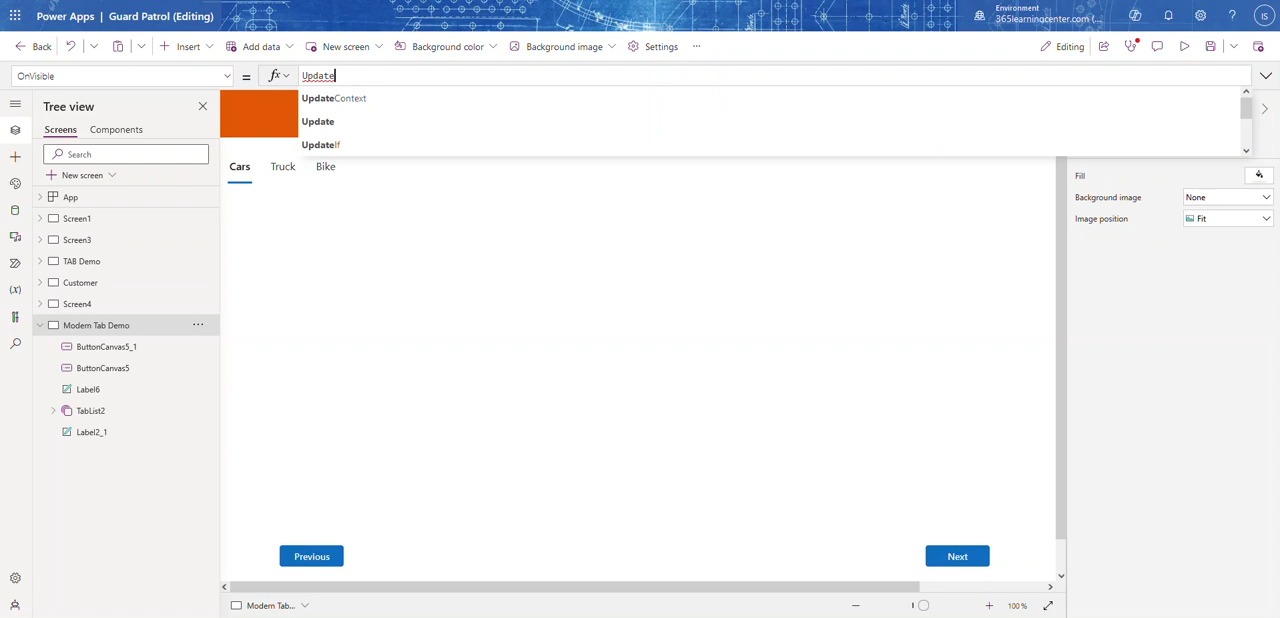 Power Apps | Guard Patrol (Editing)
Environment
365learningcenter.com (...
IS
Back
Insert
Add data
New screen
Background color
Background image
Settings
...
Editing
OnVisible
=
fx
Update
Tree view
UpdateContext
Update
UpdateIf
Screens
Components
Search
New screen
App
Screen1
Screen3
TAB Demo
Customer
Screen4
Modern Tab Demo
...
ButtonCanvas5_1
ButtonCanvas5
Label6
TabList2
Label2_1
Cars
Truck
Bike
Previous
Next
Fill
Background image
None
Image position
Fit
Modern Tab...
100 %